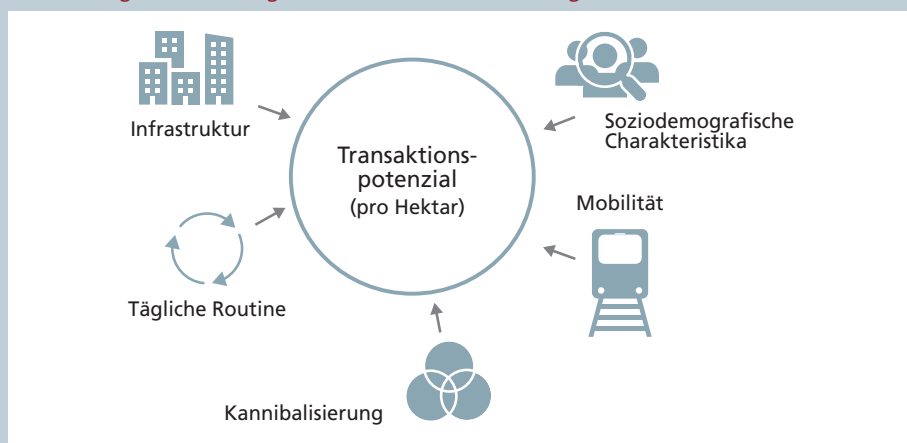 Infrastruktur
Soziodemografische
Charakteristika
Transaktions-
potenzial
(pro Hektar)
Mobilität
Tägliche Routine
Kannibalisierung